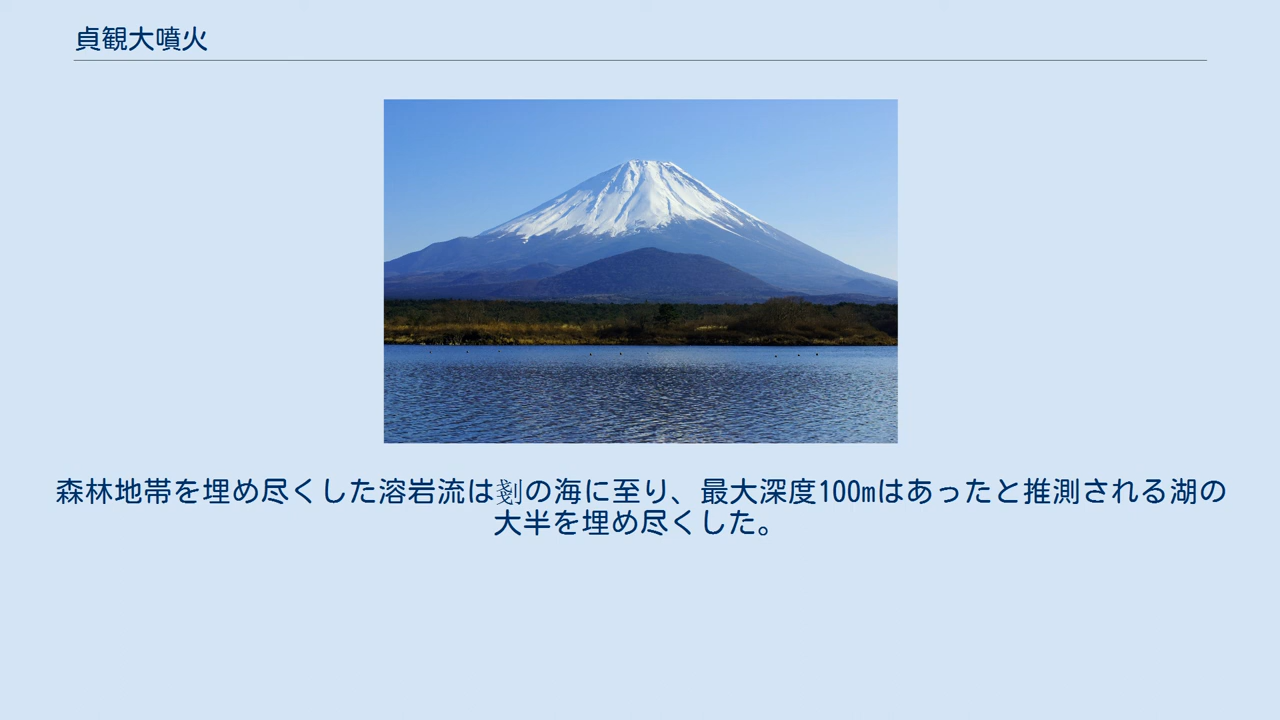 貞観大噴火
森林地帯を埋め尽くした溶岩流は剗の海に至り、最大深度100mはあったと推測される湖の
大半を埋め尽くした。